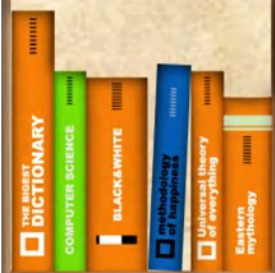 THE BIGEST
DICTIONARY
COMPUTER SCIENCE
BLACK&WHITE
methodology
of happiness
Universal theory
of everything
Eastern
mythology